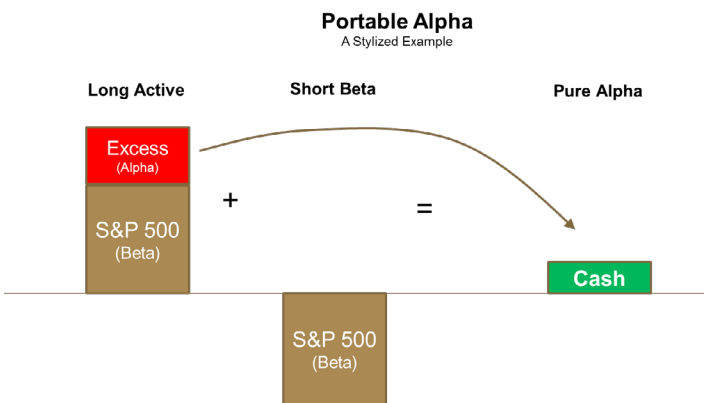 Portable Alpha
A Stylized Example
Long Active
Short Beta
Pure Alpha
Excess
(Alpha)
S&P 500
(Beta)
+
=
Cash
S&P 500
(Beta)